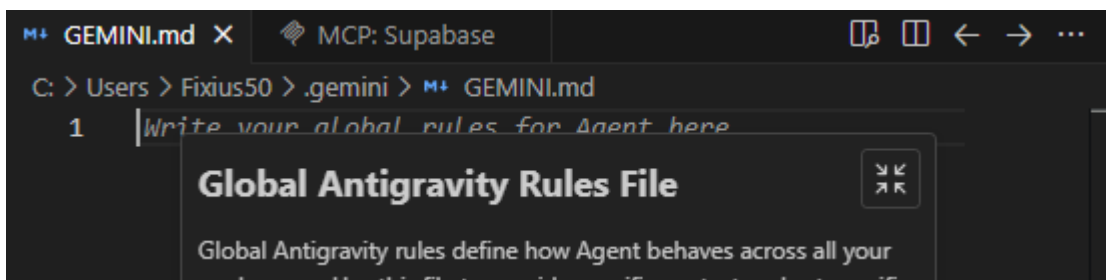 GEMINI.md MCP: Supabase
C: > Users > Fixius50 > .gemini > GEMINI.md
1 Write your global rules for Agent here
Global Antigravity Rules File
Global Antigravity rules define how Agent behaves across all your